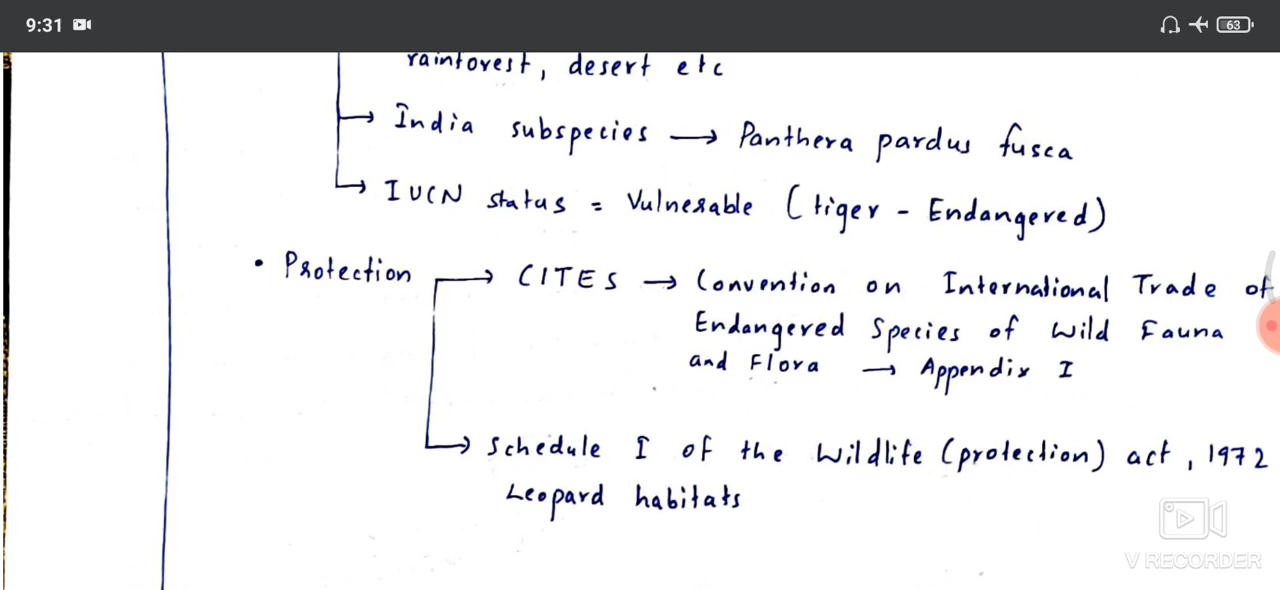 9:31
63
rainforest, desert etc
→ India subspecies → Panthera pardus fusca
→ IUCN status = Vulnerable (tiger - Endangered)
• Protection → CITES → Convention on International Trade of
Endangered Species of Wild Fauna
and Flora → Appendix I
→ Schedule I of the Wildlife (protection) act, 1972
Leopard habitats
V RECORDER